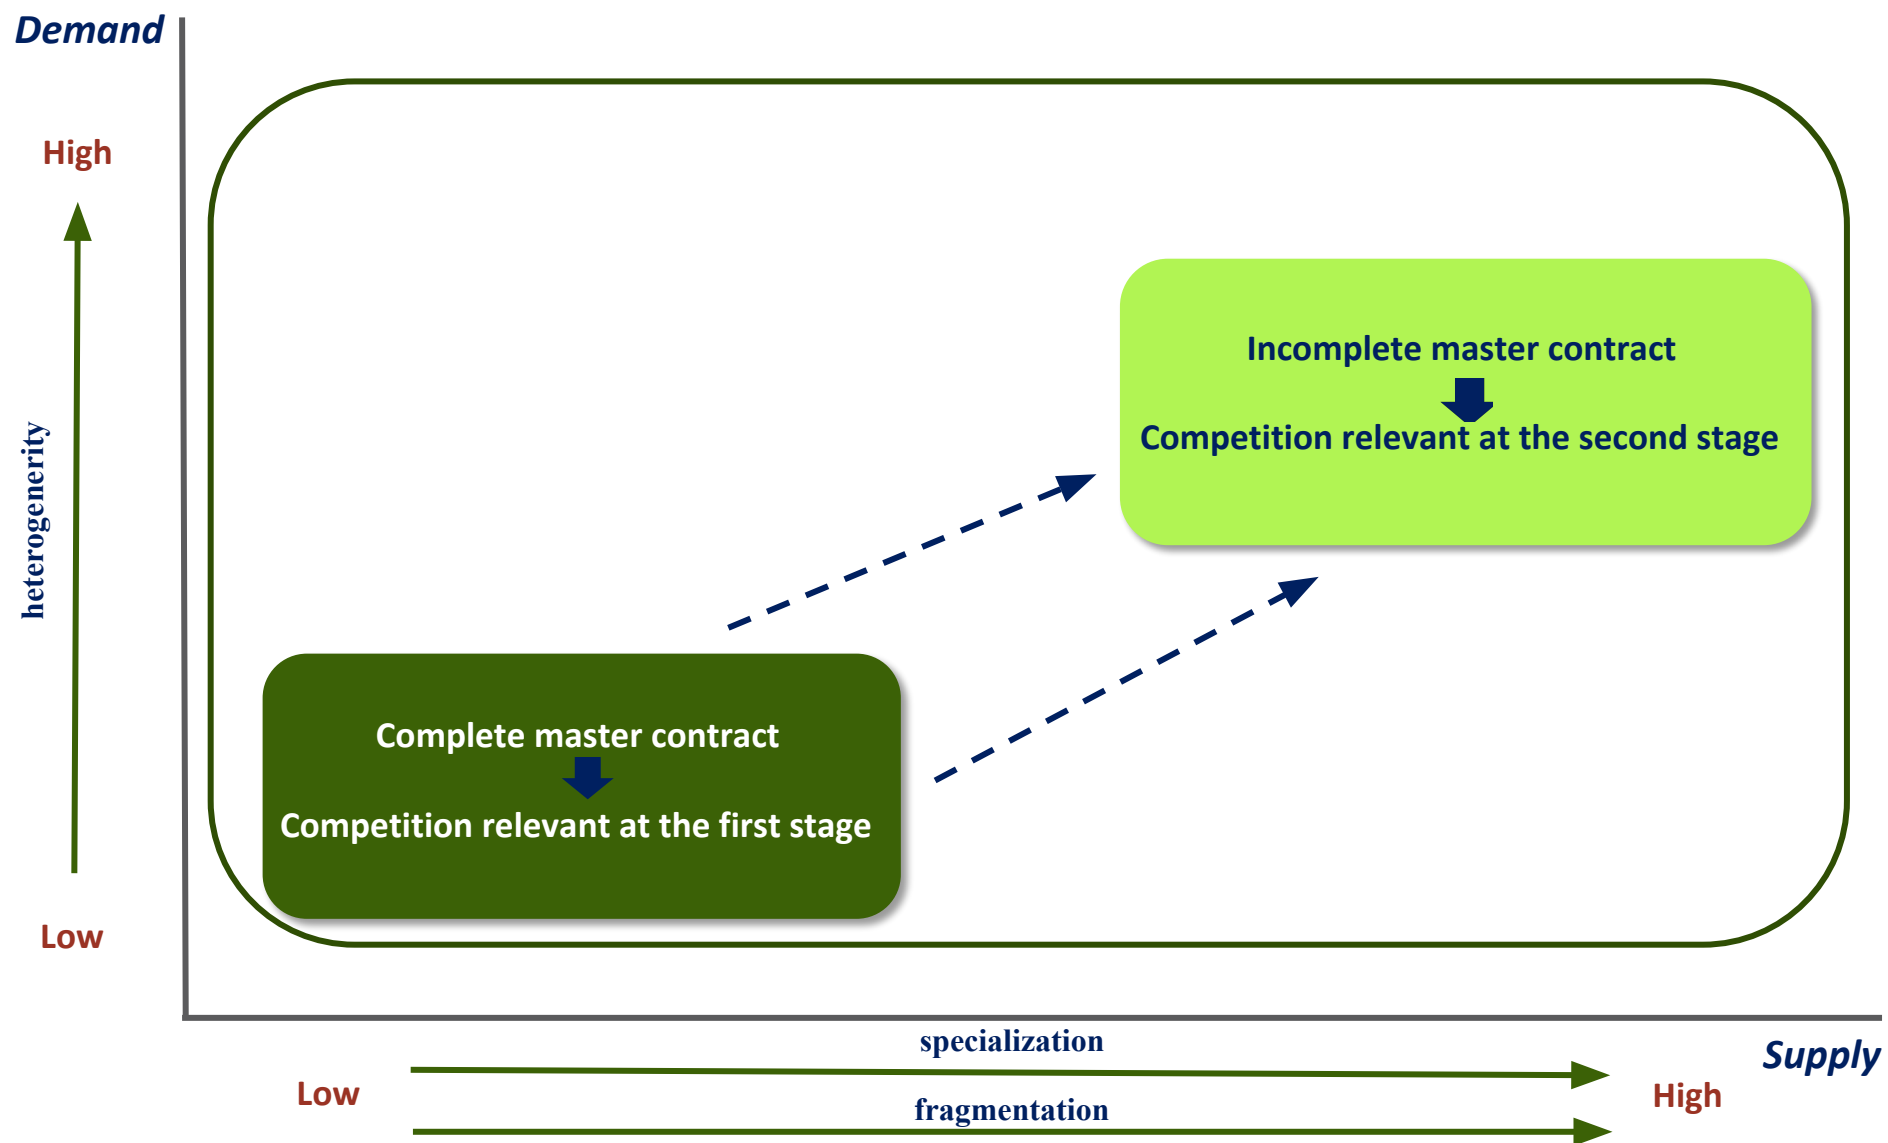 Demand
High
heterogenerity
Low
Incomplete master contract
Competition relevant at the second stage
Complete master contract
Competition relevant at the first stage
specialization
Supply
Low
High
fragmentation